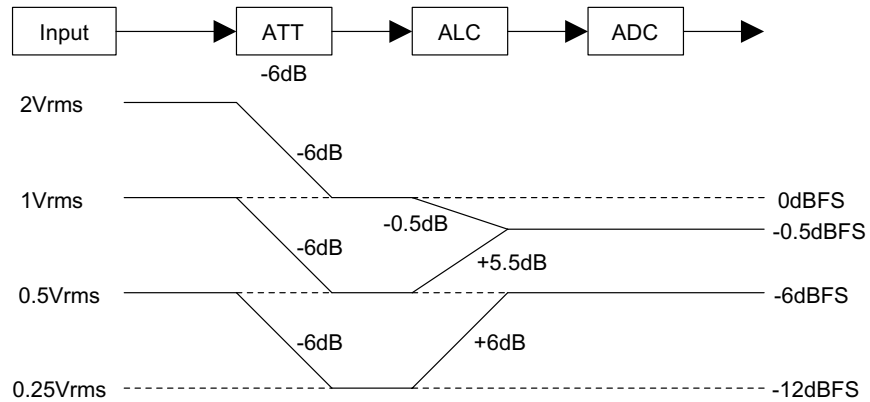 Input ATT ALC ADC
-6dB
2Vrms
-6dB
1Vrms 0dBFS
-0.5dB -0.5dBFS
-6dB +5.5dB
0.5Vrms -6dBFS
-6dB +6dB
0.25Vrms -12dBFS